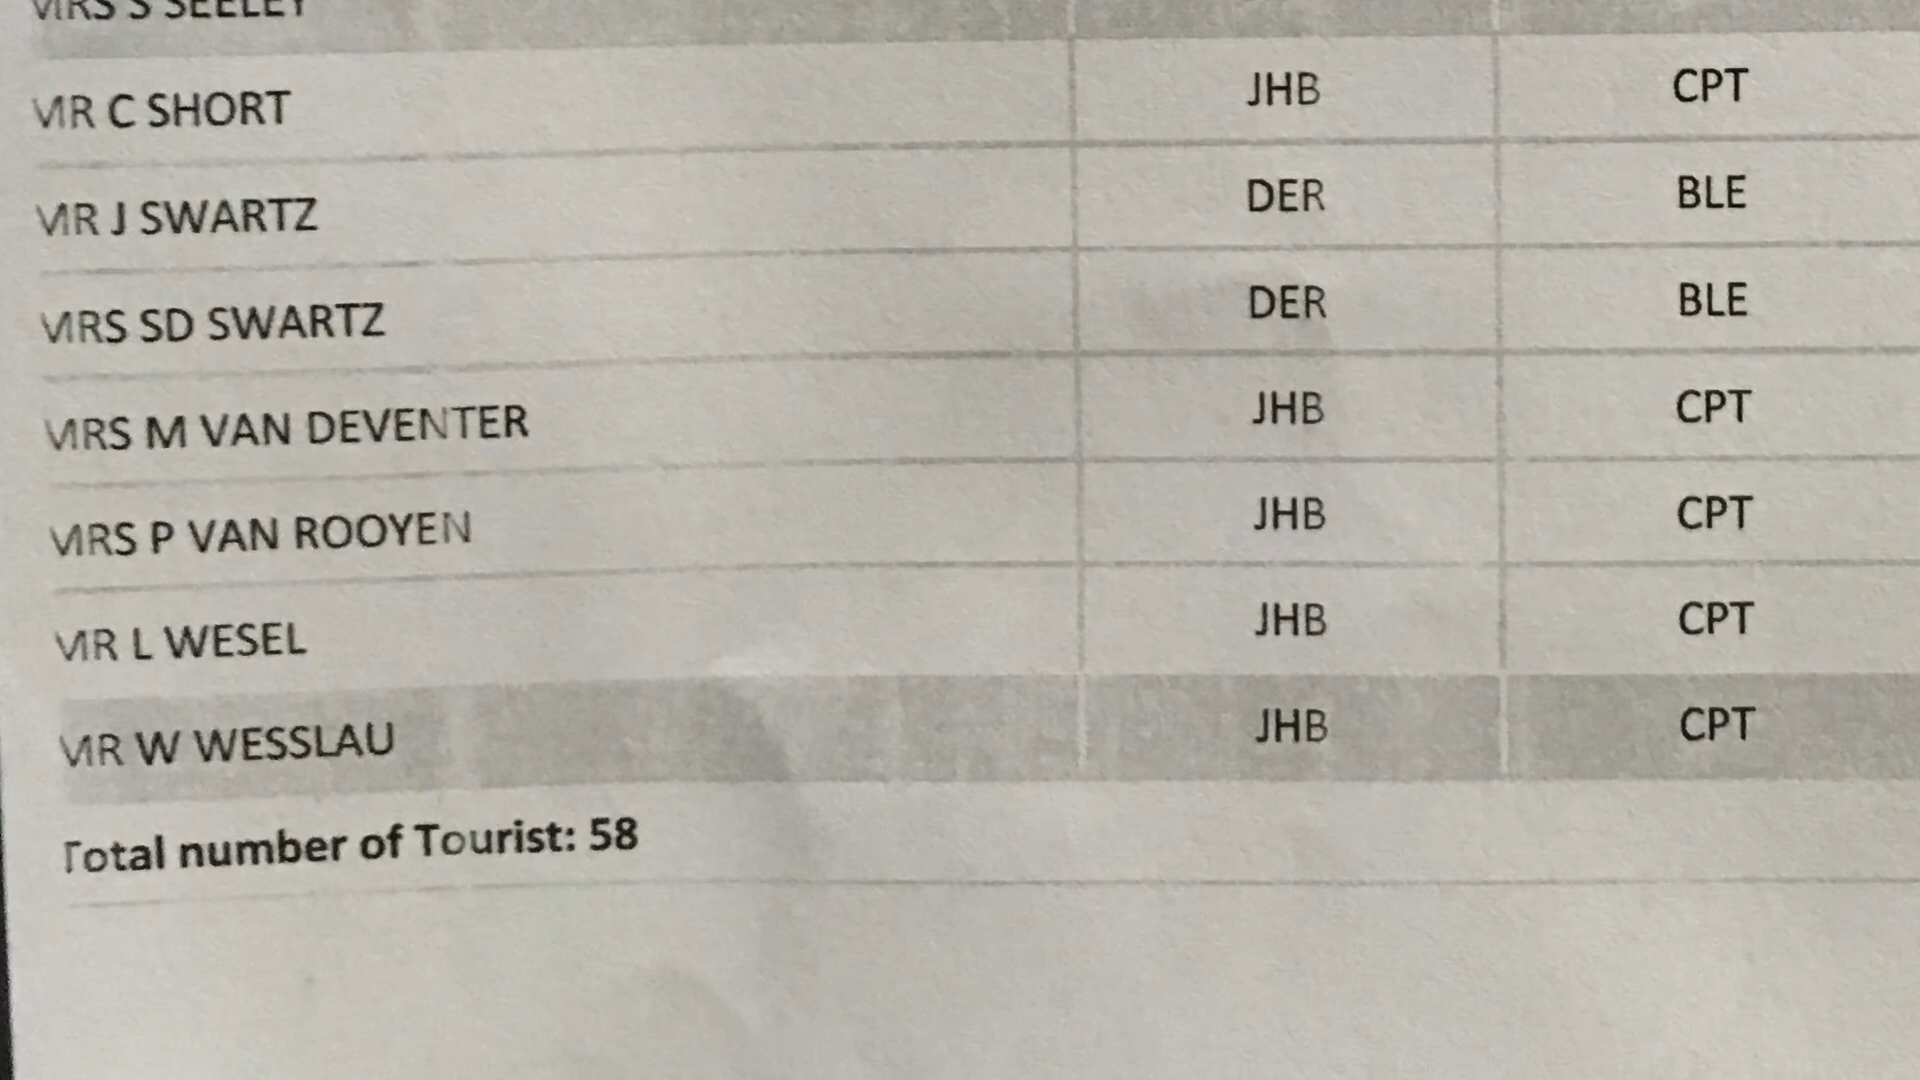 MRS S SEELEY
MR C SHORT JHB CPT
MR J SWARTZ DER BLE
MRS SD SWARTZ DER BLE
MRS M VAN DEVENTER JHB CPT
MRS P VAN ROOYEN JHB CPT
MR L WESEL JHB CPT
MR W WESSLAU JHB CPT
Total number of Tourist: 58